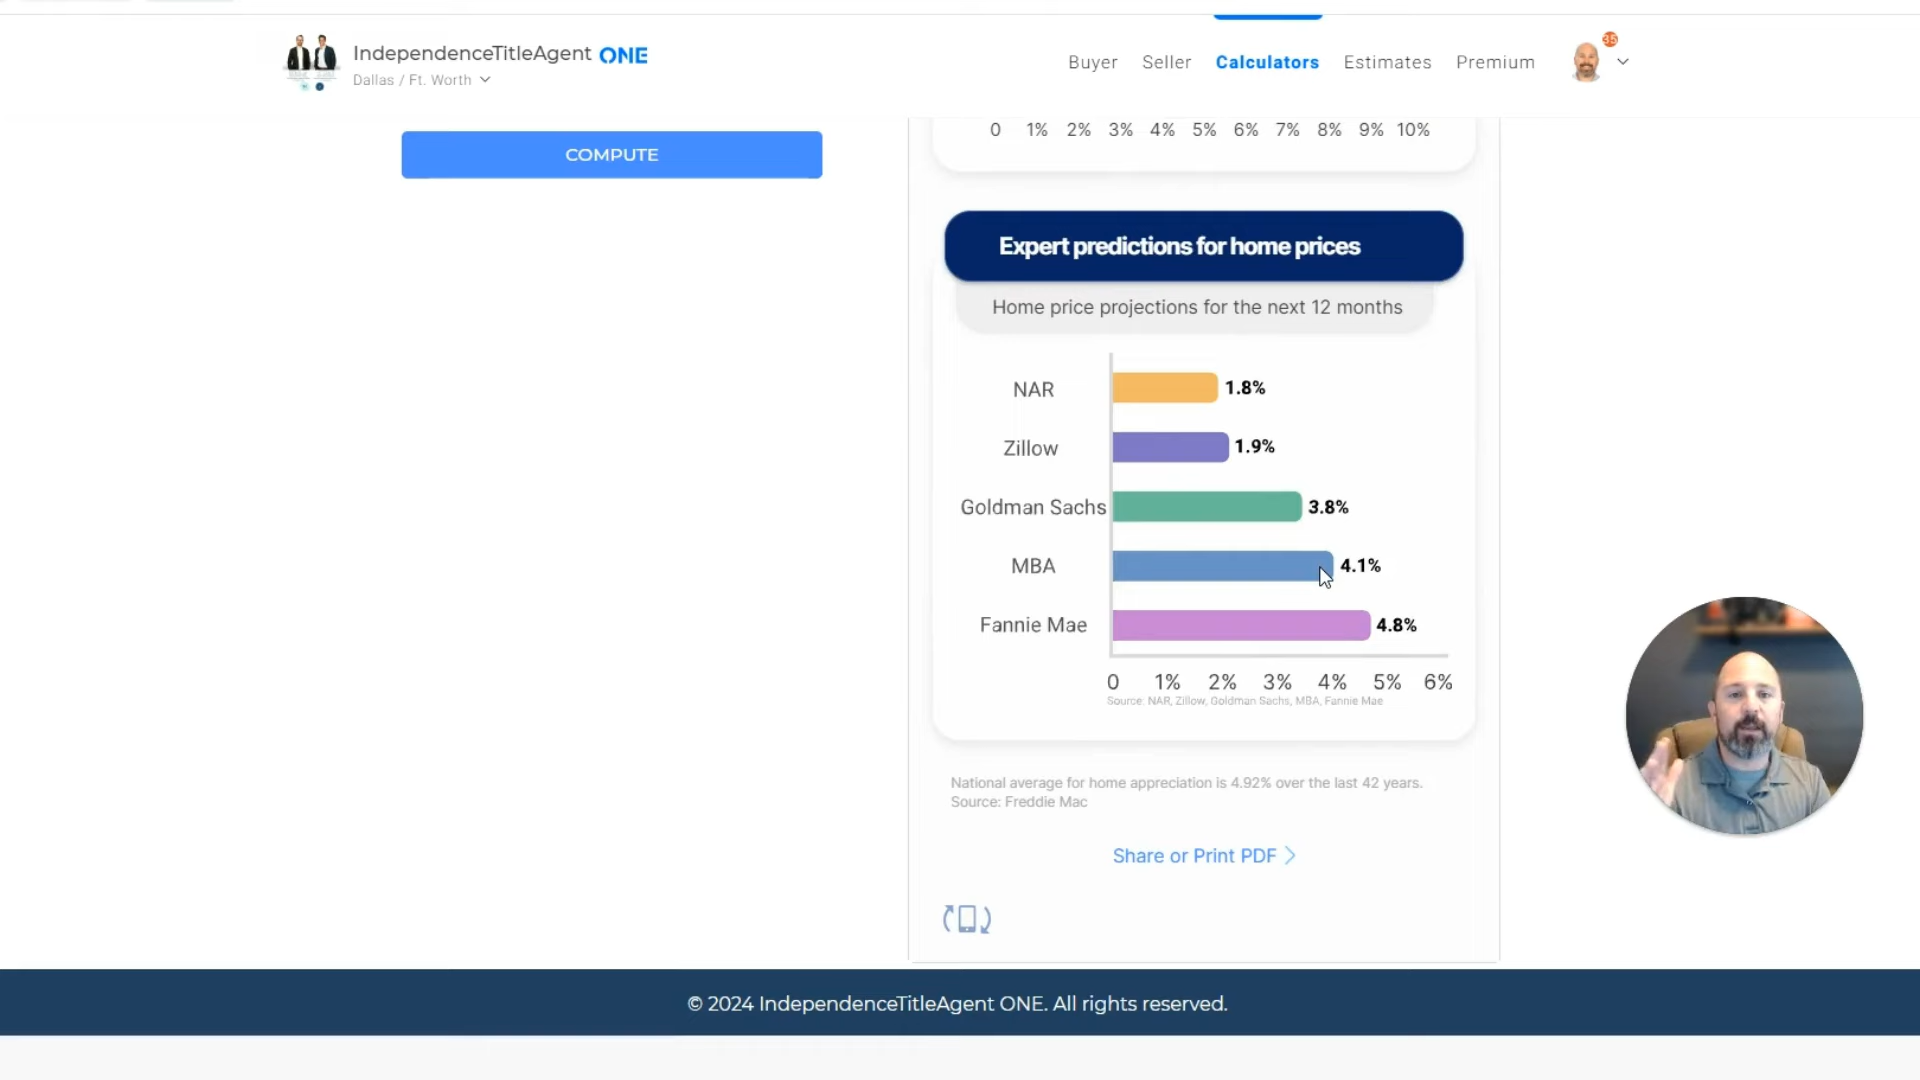 IndependenceTitleAgent ONE
Dallas / Ft. Worth
Buyer Seller Calculators Estimates Premium
35
COMPUTE
0 1% 2% 3% 4% 5% 6% 7% 8% 9% 10%
Expert predictions for home prices
Home price projections for the next 12 months
NAR 1.8%
Zillow 1.9%
Goldman Sachs 3.8%
MBA 4.1%
Fannie Mae 4.8%
0 1% 2% 3% 4% 5% 6%
Source: NAR, Zillow, Goldman Sachs, MBA, Fannie Mae
National average for home appreciation is 4.92% over the last 42 years.
Source: Freddie Mac
Share or Print PDF
© 2024 IndependenceTitleAgent ONE. All rights reserved.